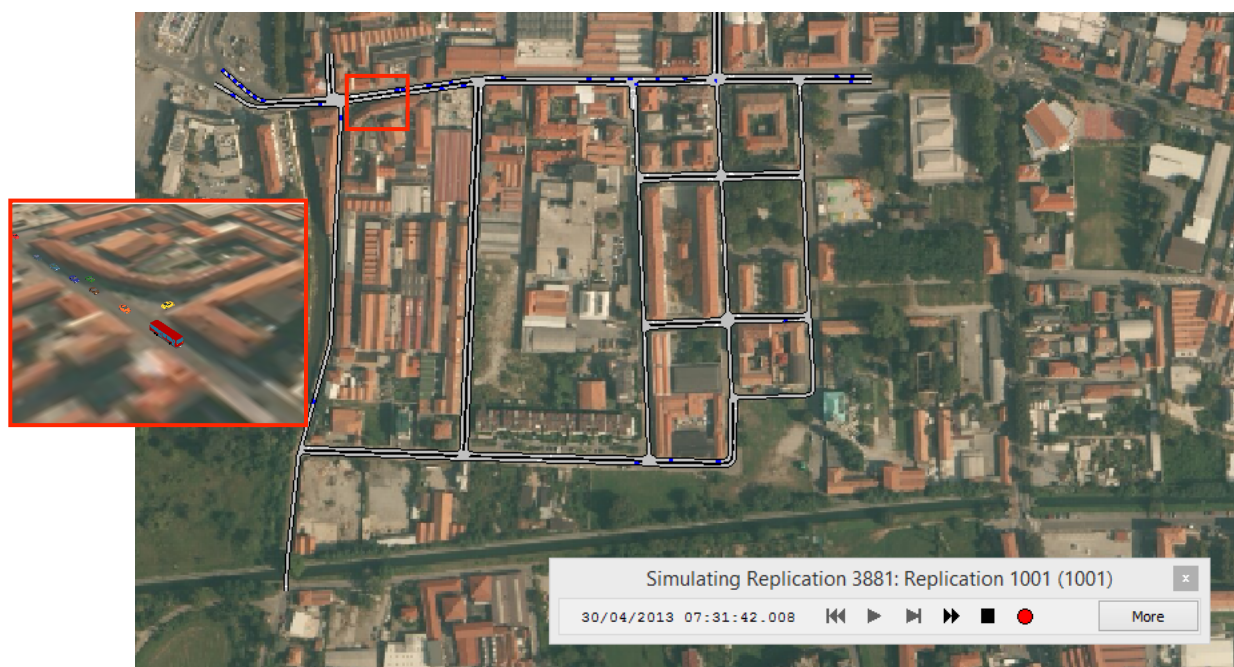 Simulating Replication 3881: Replication 1001 (1001)
x
30/04/2013 07:31:42.008
More